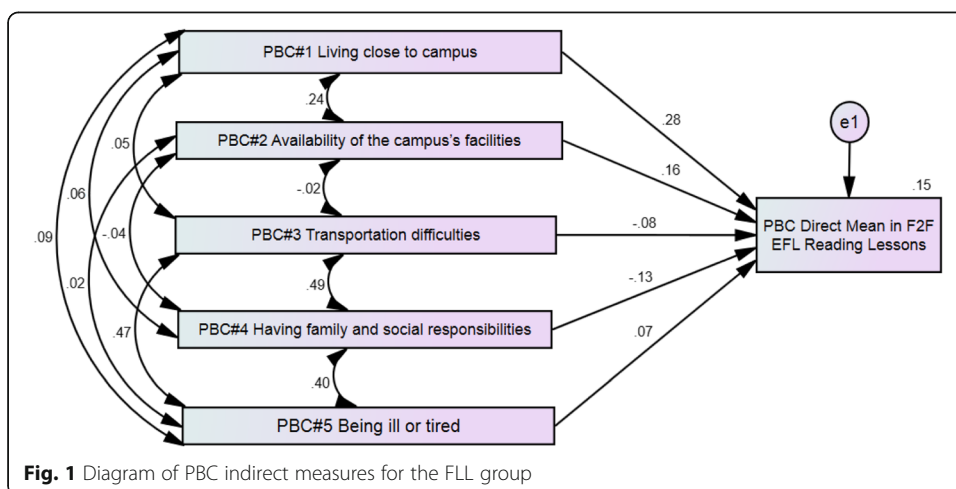 PBC#1 Living close to campus
.24
.28
e1
PBC#2 Availability of the campus's facilities
.05
.16
.15
-.02
.06
PBC#3 Transportation difficulties
-.08
PBC Direct Mean in F2F
EFL Reading Lessons
.09
-.04
.02
.49
-.13
.47
PBC#4 Having family and social responsibilities
.07
.40
PBC#5 Being ill or tired
Fig. 1 Diagram of PBC indirect measures for the FLL group